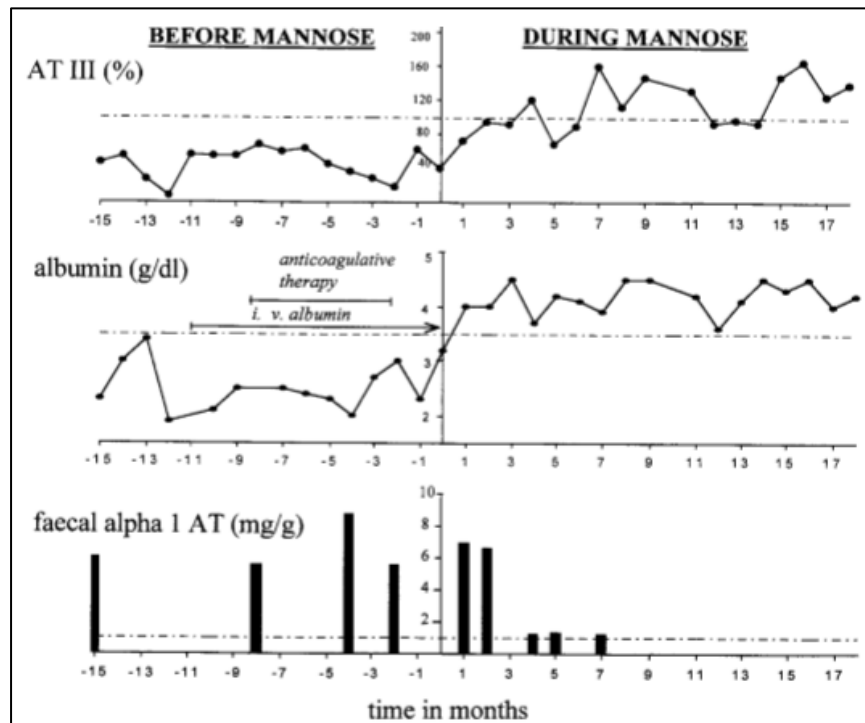 BEFORE MANNOSE DURING MANNOSE
AT III (%)
200
160
120
80
40
-15 -13 -11 -9 -7 -5 -3 -1 1 3 5 7 9 11 13 15 17
albumin (g/dl)
anticoagulative
therapy
i. v. albumin
5
4
3
2
-15 -13 -11 -9 -7 -5 -3 -1 1 3 5 7 9 11 13 15 17
faecal alpha 1 AT (mg/g)
10
8
6
4
2
-15 -13 -11 -9 -7 -5 -3 -1 1 3 5 7 9 11 13 15 17
time in months